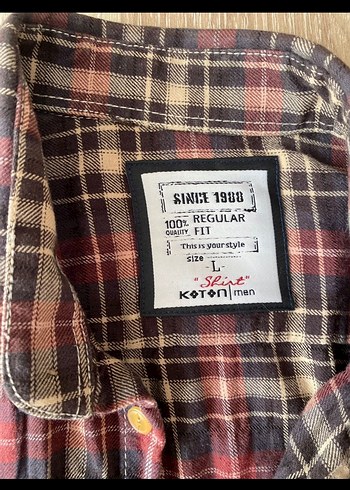 SINCE 1988
100% QUALITY
REGULAR
FIT
This is your style
size
-L-
"Shirt"
KOTON | men